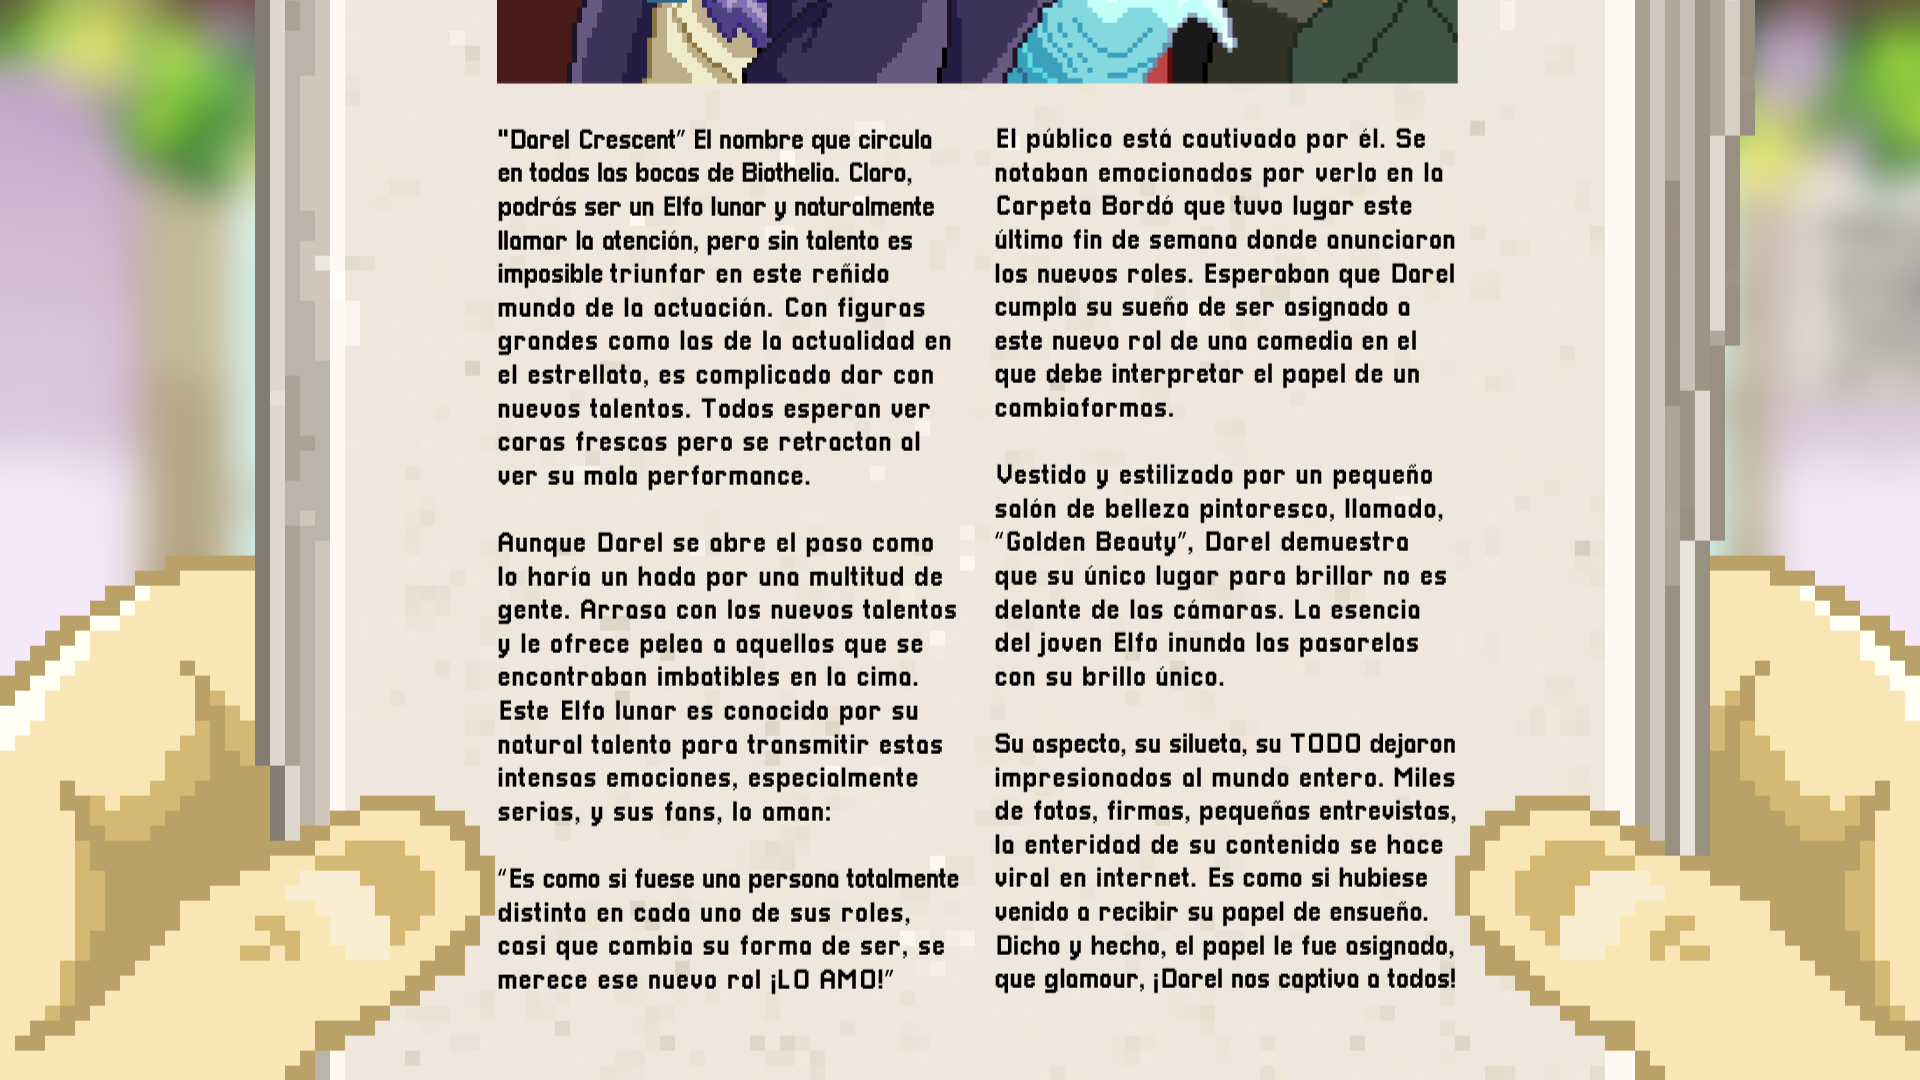 "Darel Crescent" El nombre que circula
en todas las bocas de Biothelia. Claro,
podrás ser un Elfo lunar y naturalmente
llamar la atención, pero sin talento es
imposible triunfar en este reñido
mundo de la actuación. Con figuras
grandes como las de la actualidad en
el estrellato, es complicado dar con
nuevos talentos. Todos esperan ver
caras frescas pero se retractan al
ver su mala performance.
Aunque Darel se abre el paso como
lo haría un hada por una multitud de
gente. Arrasa con los nuevos talentos
y le ofrece pelea a aquellos que se
encontraban imbatibles en la cima.
Este Elfo lunar es conocido por su
natural talento para transmitir estas
intensas emociones, especialmente
serias, y sus fans, lo aman:
"Es como si fuese una persona totalmente
distinta en cada uno de sus roles,
casi que cambia su forma de ser, se
merece ese nuevo rol ¡LO AMO!"
El público está cautivado por él. Se
notaban emocionados por verlo en la
Carpeta Bordó que tuvo lugar este
último fin de semana donde anunciaron
los nuevos roles. Esperaban que Darel
cumpla su sueño de ser asignado a
este nuevo rol de una comedia en el
que debe interpretar el papel de un
cambiaformas.
Vestido y estilizado por un pequeño
salón de belleza pintoresco, llamado,
"Golden Beauty", Darel demuestra
que su único lugar para brillar no es
delante de las cámaras. La esencia
del joven Elfo inunda las pasarelas
con su brillo único.
Su aspecto, su silueta, su TODO dejaron
impresionados al mundo entero. Miles
de fotos, firmas, pequeñas entrevistas,
la enteridad de su contenido se hace
viral en internet. Es como si hubiese
venido a recibir su papel de ensueño.
Dicho y hecho, el papel le fue asignado,
que glamour, ¡Darel nos captiva a todos!